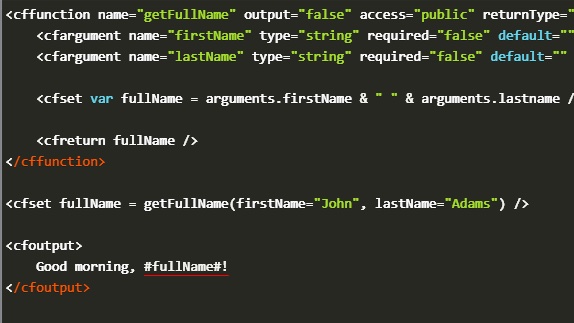 <cffunction name="getFullName" output="false" access="public" returnType="
<cfargument name="firstName" type="string" required="false" default=""
<cfargument name="lastName" type="string" required="false" default=""
<cfset var fullName = arguments.firstName & " " & arguments.lastname /
<cfreturn fullName />
</cffunction>
<cfset fullName = getFullName(firstName="John", lastName="Adams") />
<cfoutput>
Good morning, #fullName#!
</cfoutput>